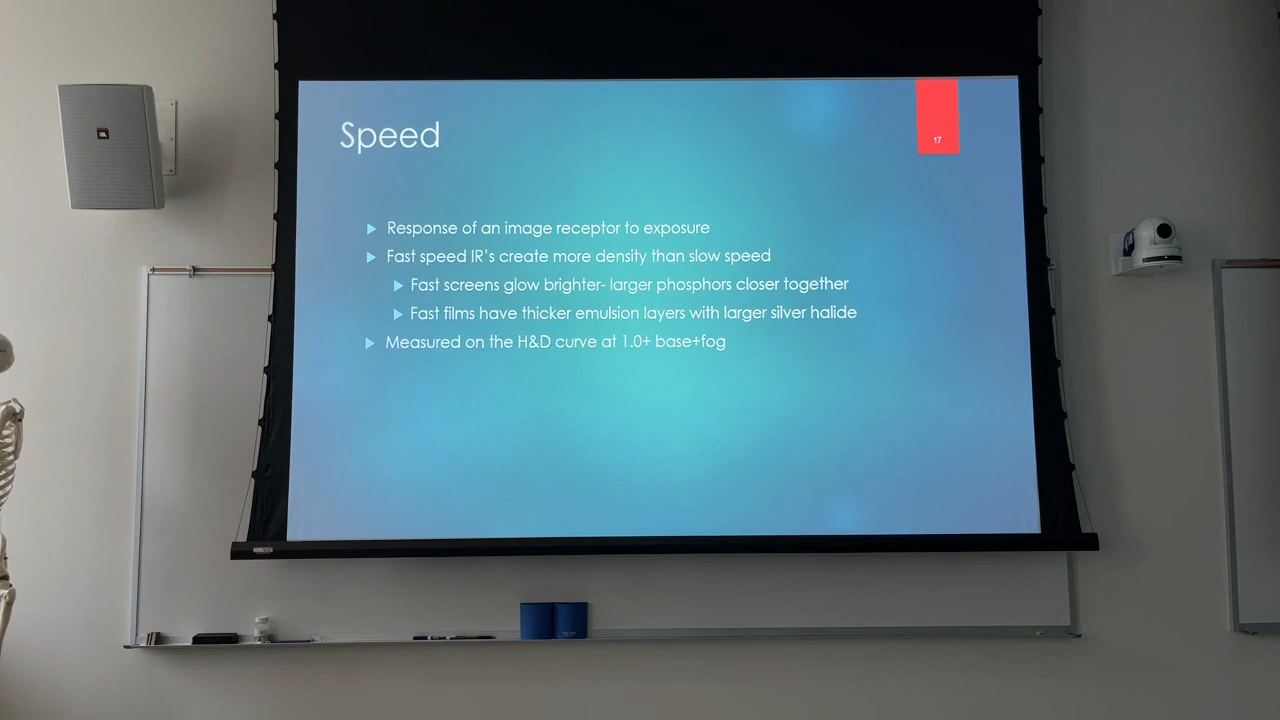 Speed
17
Response of an image receptor to exposure
Fast speed IR's create more density than slow speed
Fast screens glow brighter- larger phosphors closer together
Fast films have thicker emulsion layers with larger silver halide
Measured on the H&D curve at 1.0+ base+fog
JBL